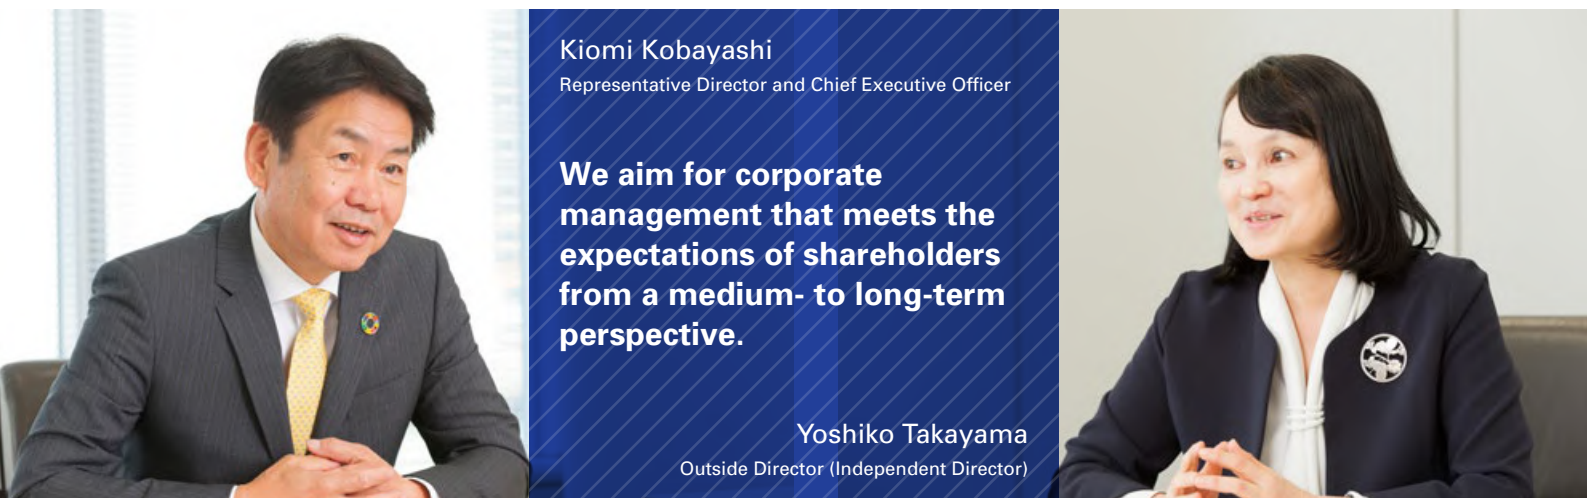 Kiomi Kobayashi
Representative Director and Chief Executive Officer
We aim for corporate
management that meets the
expectations of shareholders
from a medium- to long-term
perspective.
Yoshiko Takayama
Outside Director (Independent Director)